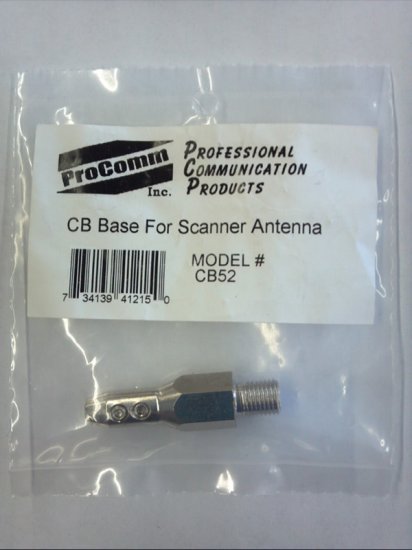 ProComm
Inc.
PROFESSIONAL
COMMUNICATION
PRODUCTS
CB Base For Scanner Antenna
MODEL #
CB52
7 34139 41215 0